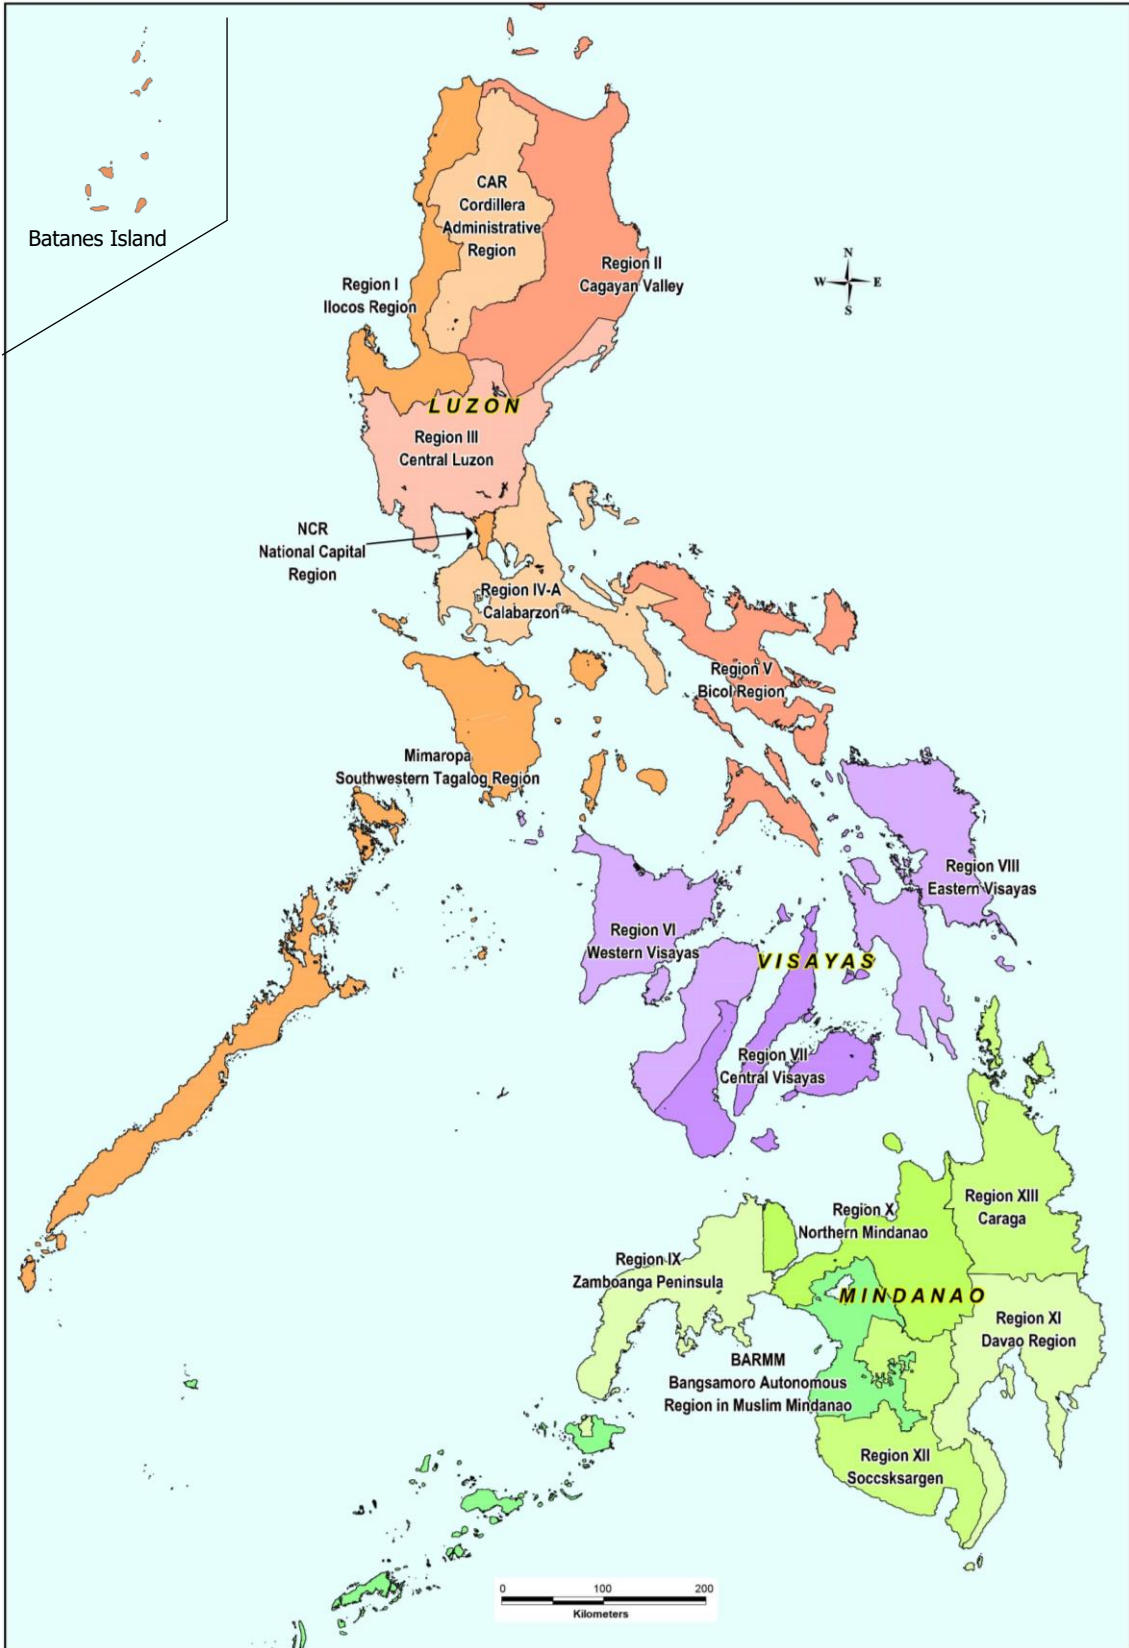 Batanes Island
CAR
Cordillera
Administrative
Region
N
W
E
S
Region II
Cagayan Valley
Region I
Ilocos Region
LUZON
Region III
Central Luzon
NCR
National Capital
Region
Region IV-A
Calabarzon
Region V
Bicol Region
Mimaropa
Southwestern Tagalog Region
Region VIII
Eastern Visayas
Region VI
Western Visayas
VISAYAS
Region VII
Central Visayas
Region XIII
Caraga
Region X
Northern Mindanao
Region IX
Zamboanga Peninsula
MINDANAO
Region XI
Davao Region
BARMM
Bangsamoro Autonomous
Region in Muslim Mindanao
Region XII
Soccsksargen
0 100 200
Kilometers